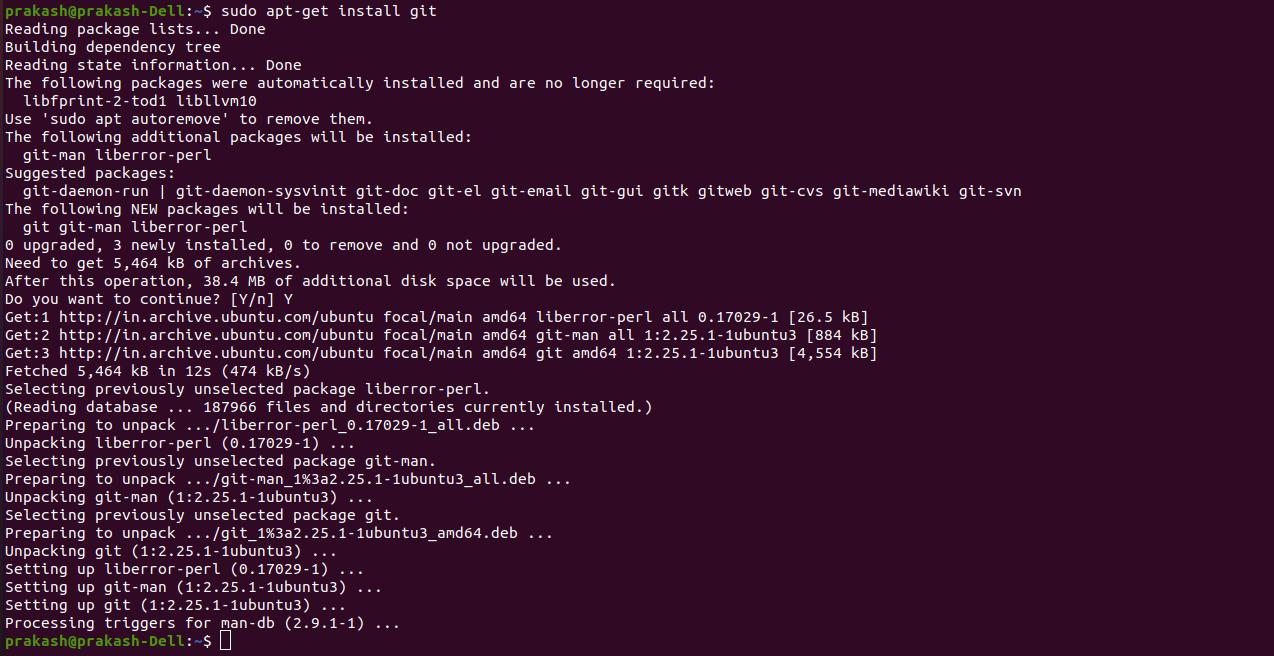 prakash@prakash-Dell:~$ sudo apt-get install git
Reading package lists... Done
Building dependency tree
Reading state information... Done
The following packages were automatically installed and are no longer required:
  libfprint-2-tod1 libllvm10
Use 'sudo apt autoremove' to remove them.
The following additional packages will be installed:
  git-man liberror-perl
Suggested packages:
  git-daemon-run | git-daemon-sysvinit git-doc git-el git-email git-gui gitk gitweb git-cvs git-mediawiki git-svn
The following NEW packages will be installed:
  git git-man liberror-perl
0 upgraded, 3 newly installed, 0 to remove and 0 not upgraded.
Need to get 5,464 kB of archives.
After this operation, 38.4 MB of additional disk space will be used.
Do you want to continue? [Y/n] Y
Get:1 http://in.archive.ubuntu.com/ubuntu focal/main amd64 liberror-perl all 0.17029-1 [26.5 kB]
Get:2 http://in.archive.ubuntu.com/ubuntu focal/main amd64 git-man all 1:2.25.1-1ubuntu3 [884 kB]
Get:3 http://in.archive.ubuntu.com/ubuntu focal/main amd64 git amd64 1:2.25.1-1ubuntu3 [4,554 kB]
Fetched 5,464 kB in 12s (474 kB/s)
Selecting previously unselected package liberror-perl.
(Reading database ... 187966 files and directories currently installed.)
Preparing to unpack .../liberror-perl_0.17029-1_all.deb ...
Unpacking liberror-perl (0.17029-1) ...
Selecting previously unselected package git-man.
Preparing to unpack .../git-man_1%3a2.25.1-1ubuntu3_all.deb ...
Unpacking git-man (1:2.25.1-1ubuntu3) ...
Selecting previously unselected package git.
Preparing to unpack .../git_1%3a2.25.1-1ubuntu3_amd64.deb ...
Unpacking git (1:2.25.1-1ubuntu3) ...
Setting up liberror-perl (0.17029-1) ...
Setting up git-man (1:2.25.1-1ubuntu3) ...
Setting up git (1:2.25.1-1ubuntu3) ...
Processing triggers for man-db (2.9.1-1) ...
prakash@prakash-Dell:~$